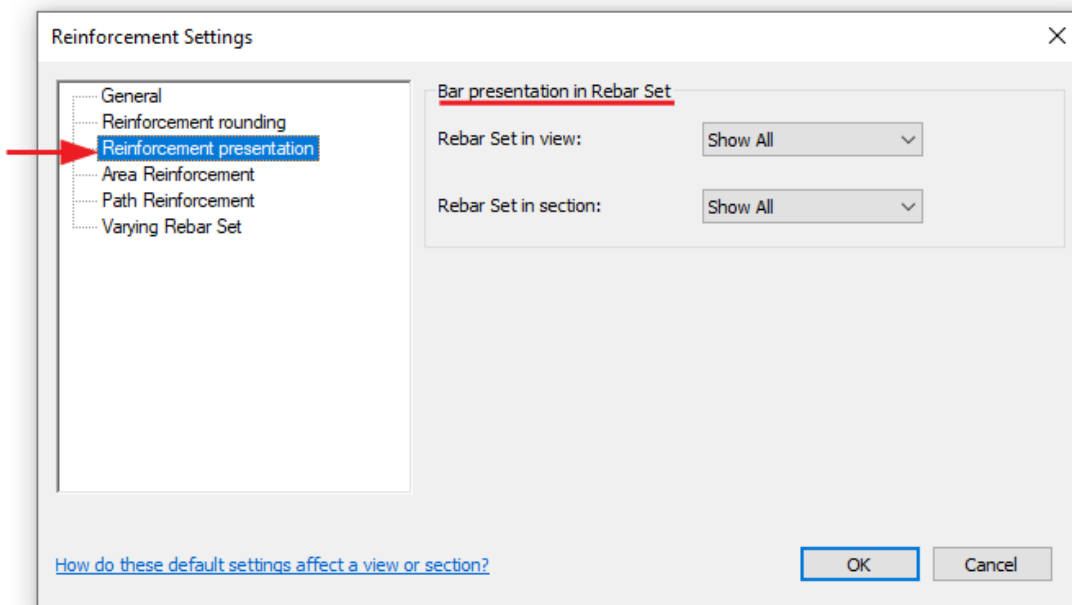 Reinforcement Settings
General
Reinforcement rounding
Reinforcement presentation
Area Reinforcement
Path Reinforcement
Varying Rebar Set
Bar presentation in Rebar Set
Rebar Set in view:
Show All
Rebar Set in section:
Show All
How do these default settings affect a view or section?
OK
Cancel